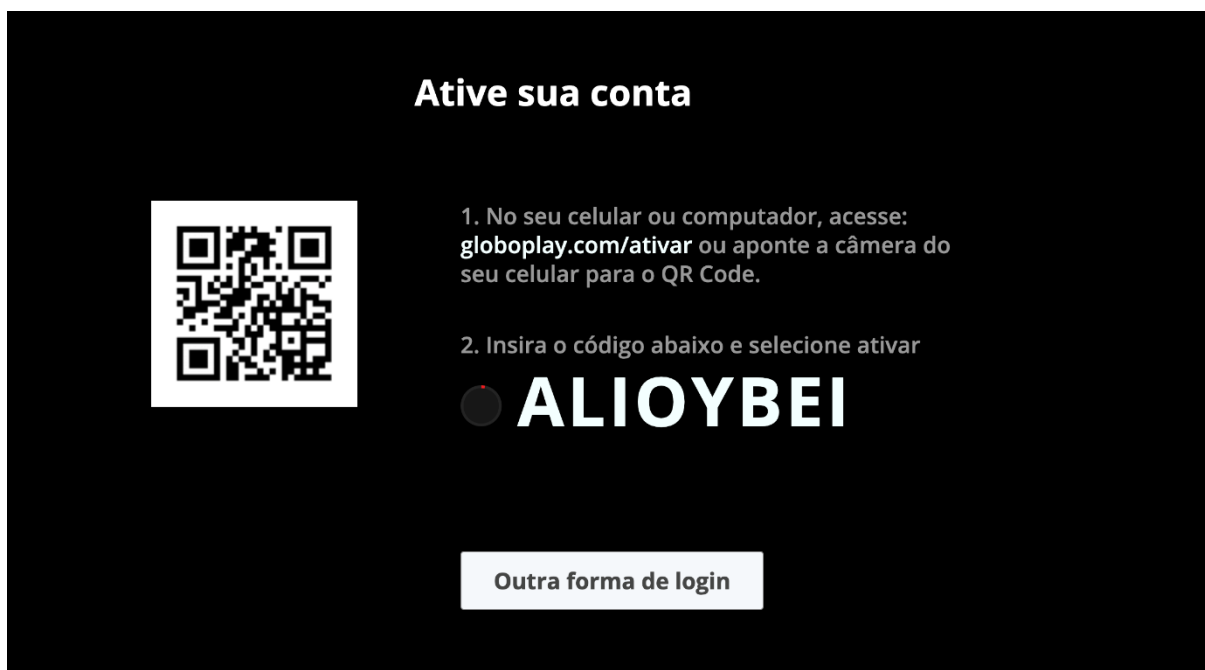 Ative sua conta
1. No seu celular ou computador, acesse:
globoplay.com/ativar ou aponte a câmera do
seu celular para o QR Code.
2. Insira o código abaixo e selecione ativar
ALIOYBEI
Outra forma de login